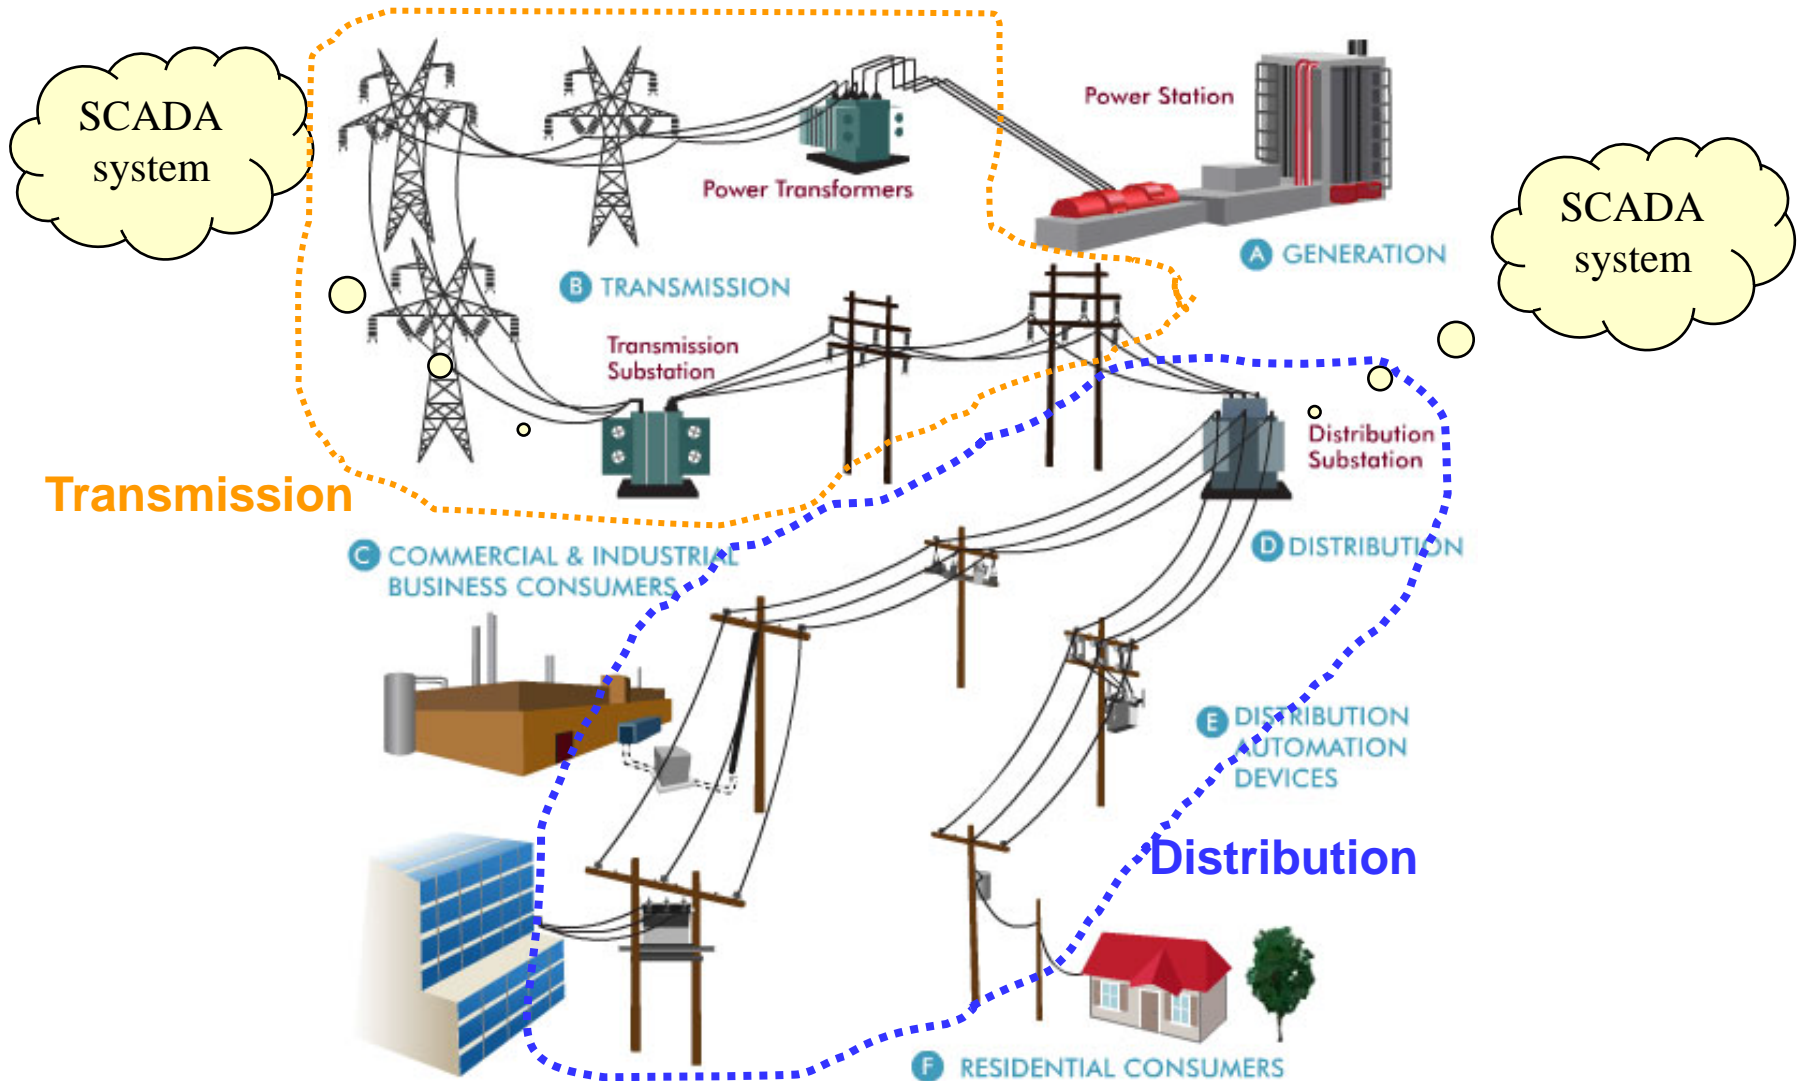 SCADA
system
Power Station
SCADA
system
Power Transformers
A GENERATION
B TRANSMISSION
Transmission
Substation
Distribution
Substation
Transmission
C COMMERCIAL & INDUSTRIAL
BUSINESS CONSUMERS
D DISTRIBUTION
E DISTRIBUTION
AUTOMATION
DEVICES
Distribution
F RESIDENTIAL CONSUMERS